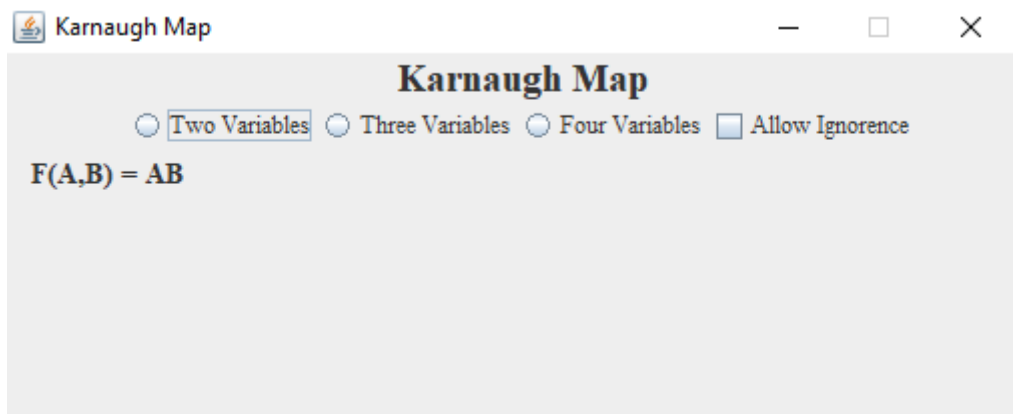 Karnaugh Map
Karnaugh Map
Two Variables Three Variables Four Variables Allow Ignorence
F(A,B) = AB